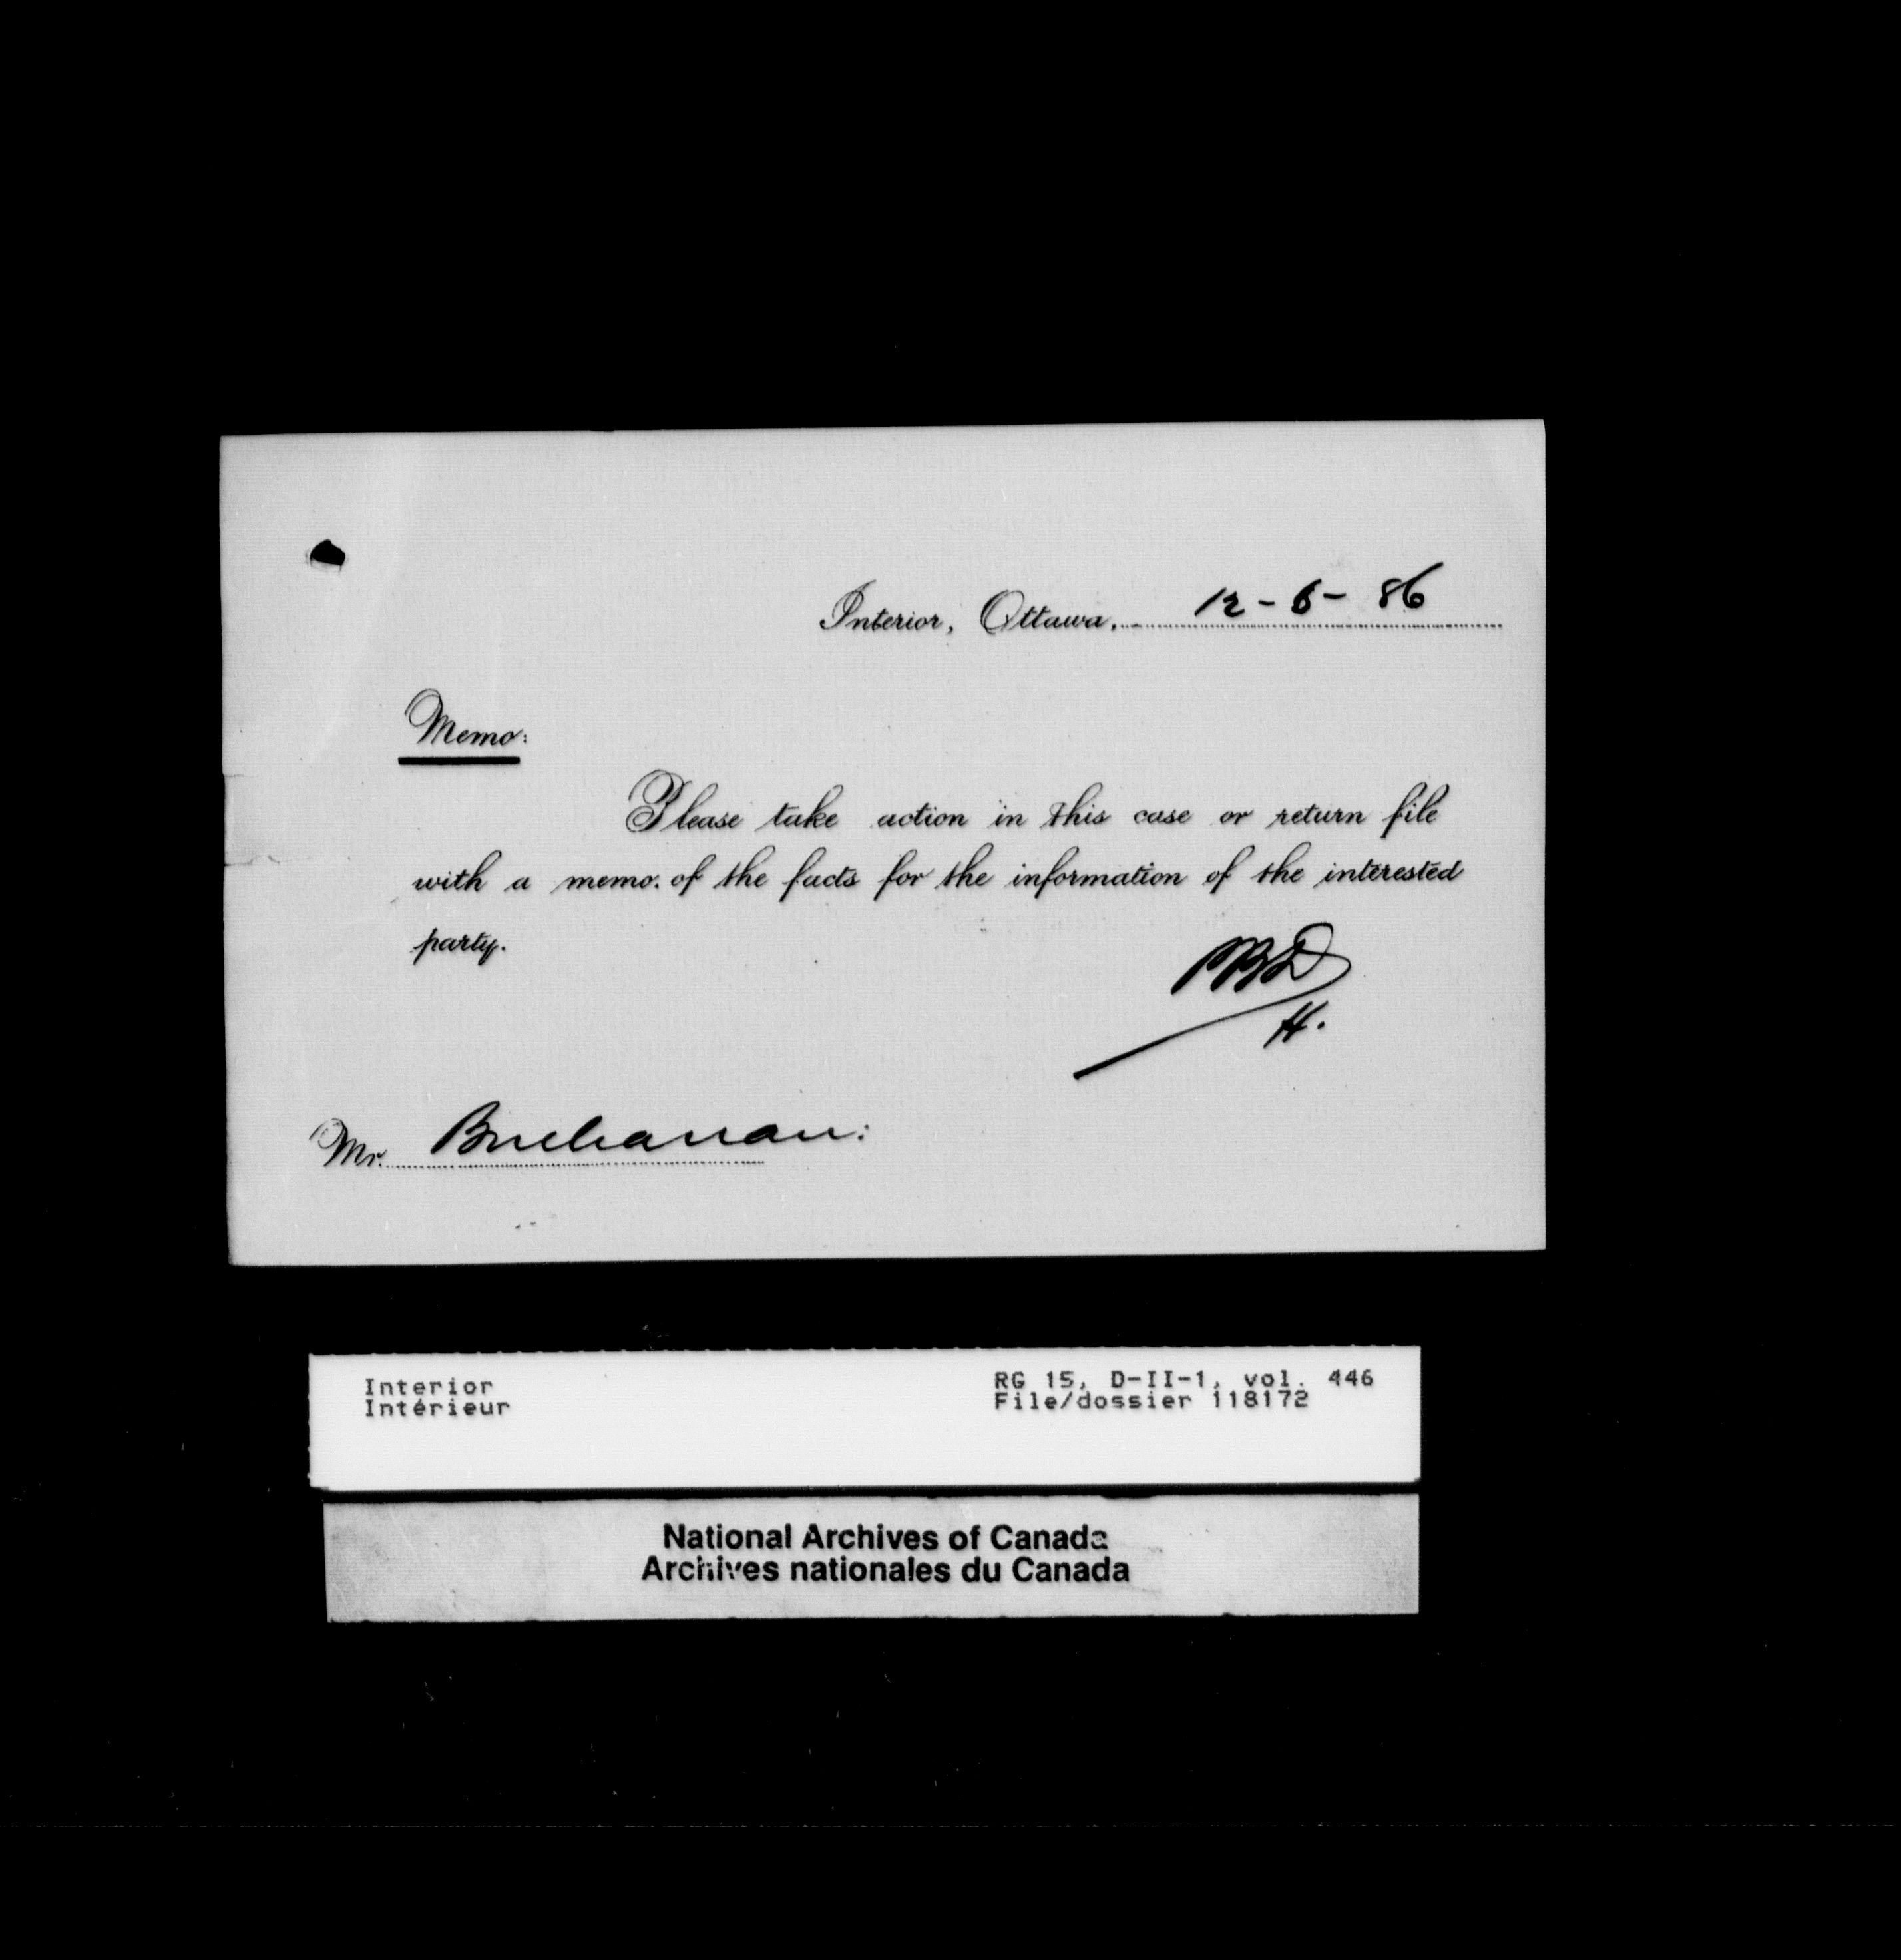 Interior, Ottawa. 12-6-86
Memo:
Please take action in this case or return file
with a memo. of the facts for the information of the interested
party.
H.
Mr. Buchanan:
Interior
Intérieur
RG 15, D-II-1, vol. 446
File/dossier 118172
National Archives of Canada
Archives nationales du Canada